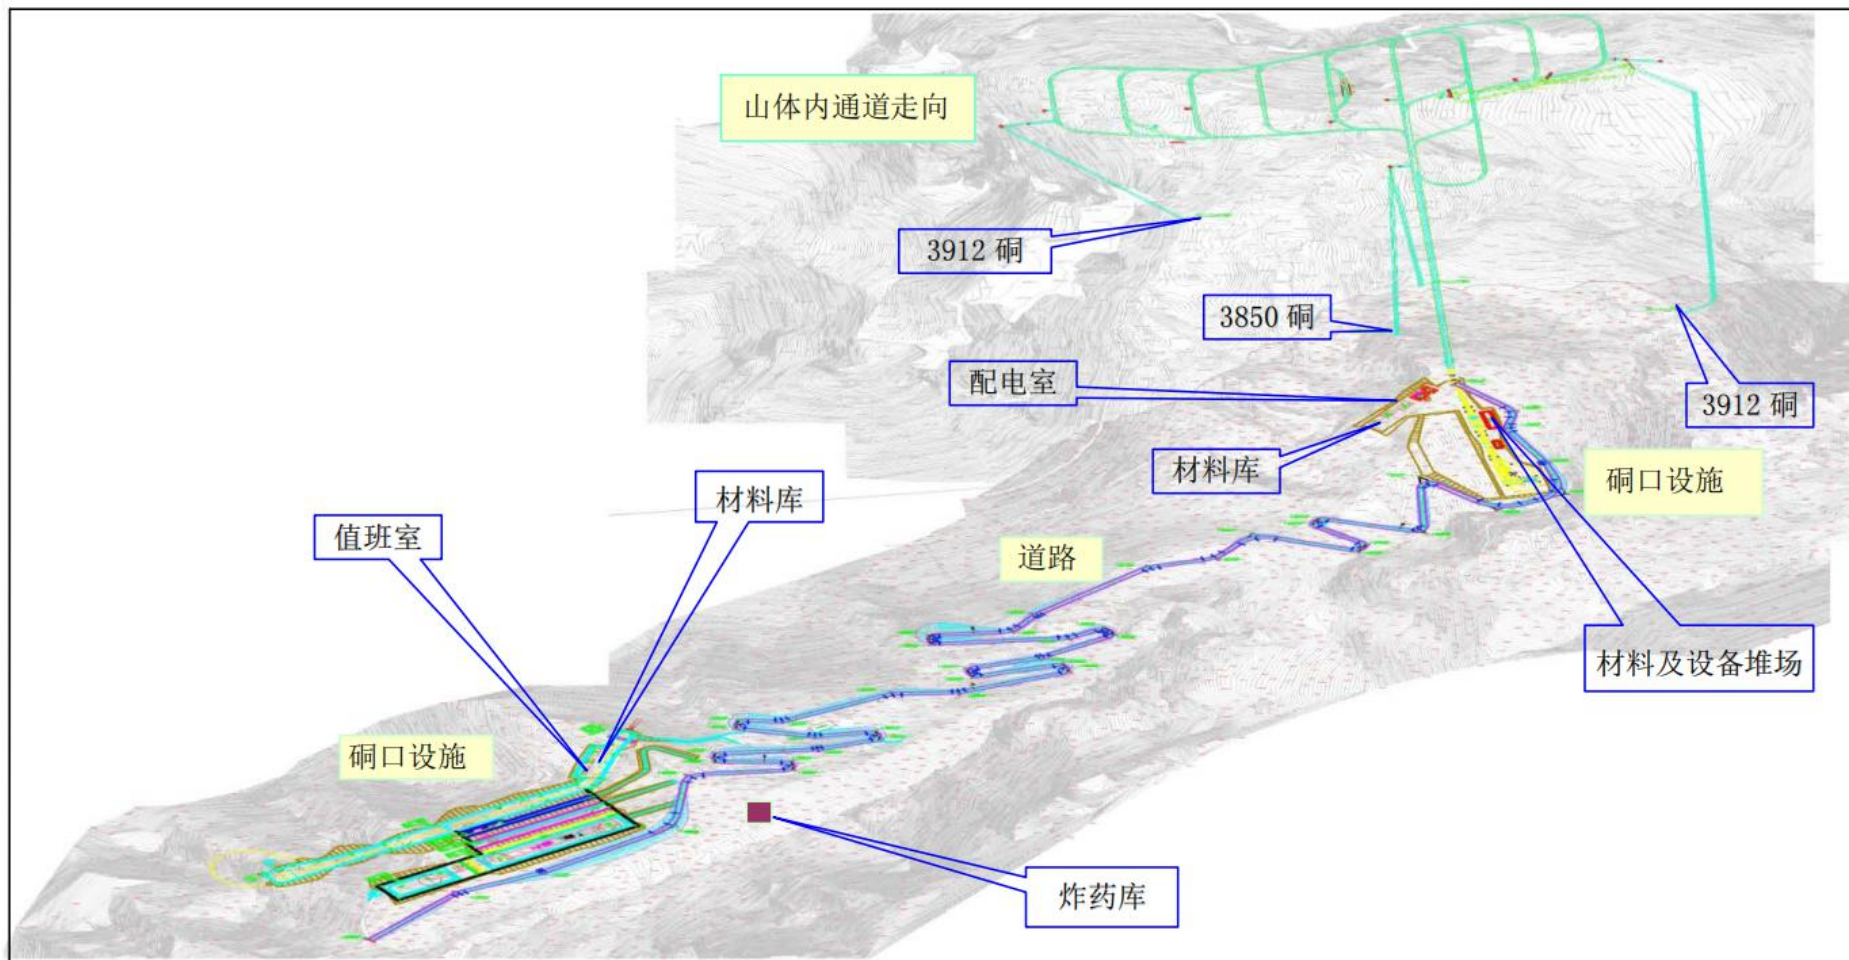 山体内通道走向
3912 硐
3850 硐
配电室
3912 硐
材料库
硐口设施
材料库
值班室
道路
材料及设备堆场
硐口设施
炸药库